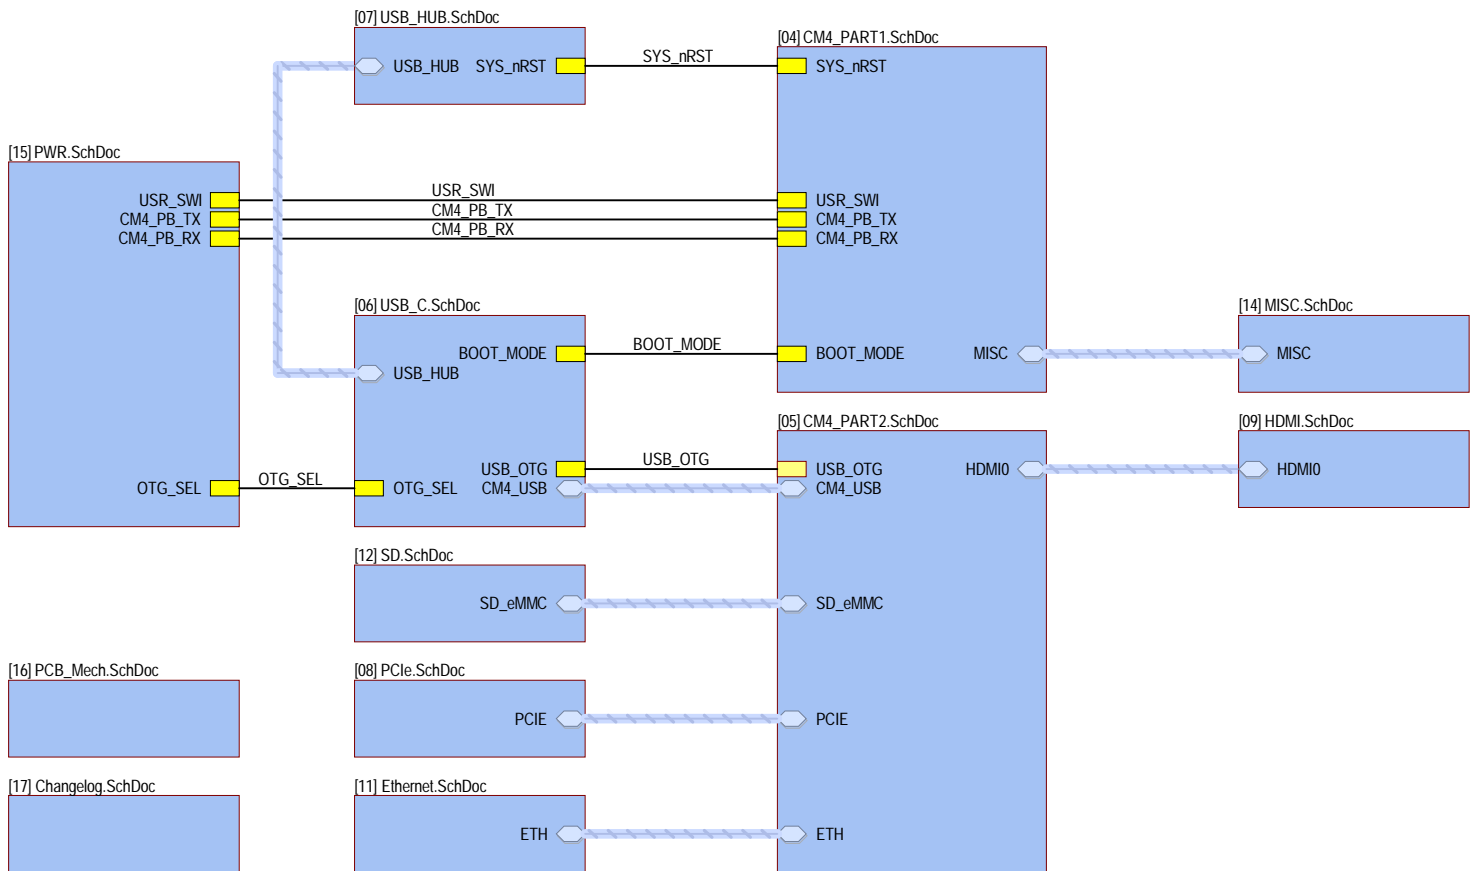 [07] USB_HUB.SchDoc
USB_HUB SYS_nRST
SYS_nRST
[04] CM4_PART1.SchDoc
SYS_nRST
[15] PWR.SchDoc
USR_SWI
CM4_PB_TX
CM4_PB_RX
USR_SWI
CM4_PB_TX
CM4_PB_RX
USR_SWI
CM4_PB_TX
CM4_PB_RX
[06] USB_C.SchDoc
BOOT_MODE
USB_HUB
BOOT_MODE
BOOT_MODE
MISC
[14] MISC.SchDoc
MISC
[05] CM4_PART2.SchDoc
[09] HDMI.SchDoc
USB_OTG
CM4_USB
USB_OTG
USB_OTG
CM4_USB
HDMI0
HDMI0
OTG_SEL
OTG_SEL
OTG_SEL
[12] SD.SchDoc
SD_eMMC
SD_eMMC
[16] PCB_Mech.SchDoc
[08] PCIe.SchDoc
PCIE
PCIE
[17] Changelog.SchDoc
[11] Ethernet.SchDoc
ETH
ETH